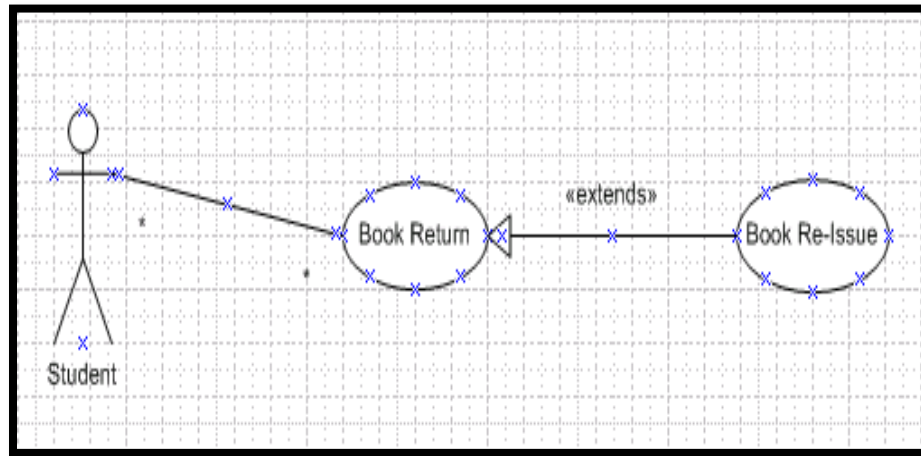 «extends»
Book Return
Book Re-Issue
*
*
Student